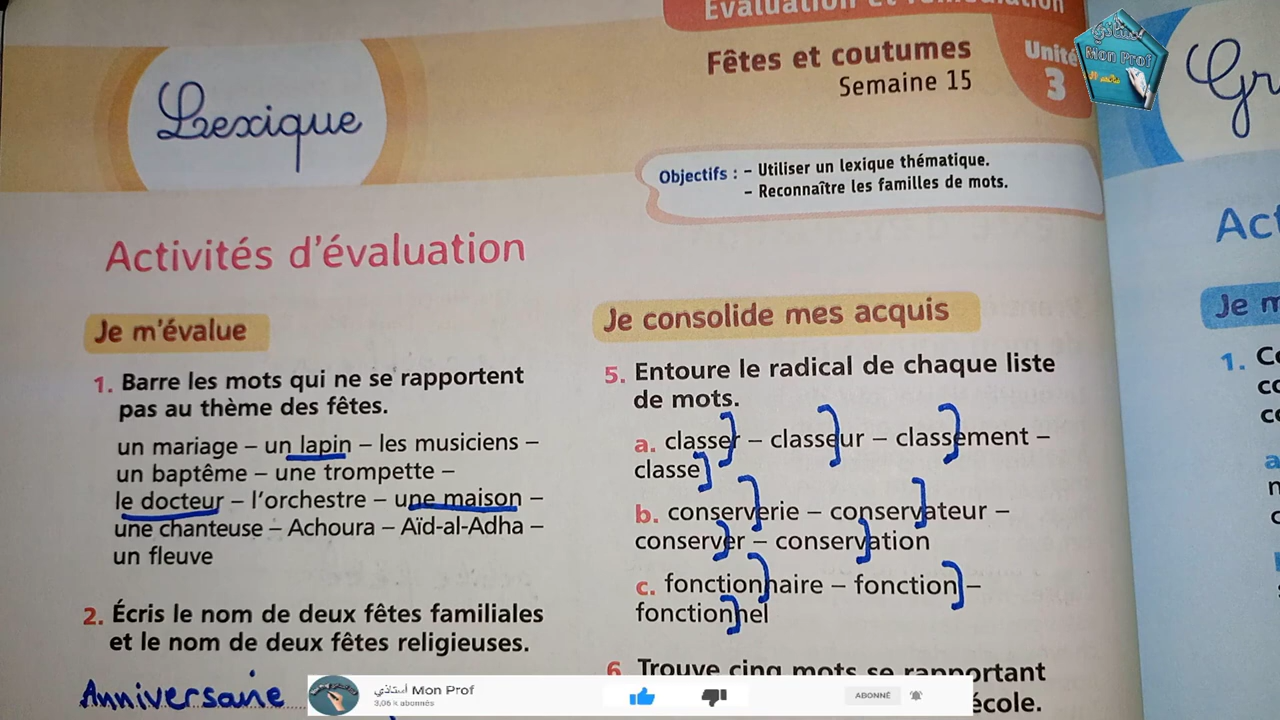 Évaluation et remédiation
Fêtes et coutumes
Semaine 15
Unité
3
أستاذي
Mon Prof
Lexique
Gr
Objectifs : – Utiliser un lexique thématique.
– Reconnaître les familles de mots.
Activités d'évaluation
Je m'évalue
1. Barre les mots qui ne se rapportent
pas au thème des fêtes.
un mariage – un lapin – les musiciens –
un baptême – une trompette –
le docteur – l'orchestre – une maison –
une chanteuse – Achoura – Aïd-al-Adha –
un fleuve
2. Écris le nom de deux fêtes familiales
et le nom de deux fêtes religieuses.
Anniversaire
Je consolide mes acquis
5. Entoure le radical de chaque liste
de mots.
a. classer – classeur – classement –
classe
b. conserverie – conservateur –
conserver – conservation
c. fonctionnaire – fonction –
fonctionnel
6. Trouve cinq mots se rapportant
école.
Act
Je m
1. Co
a
أستاذي Mon Prof
3,06 k abonnés
ABONNÉ